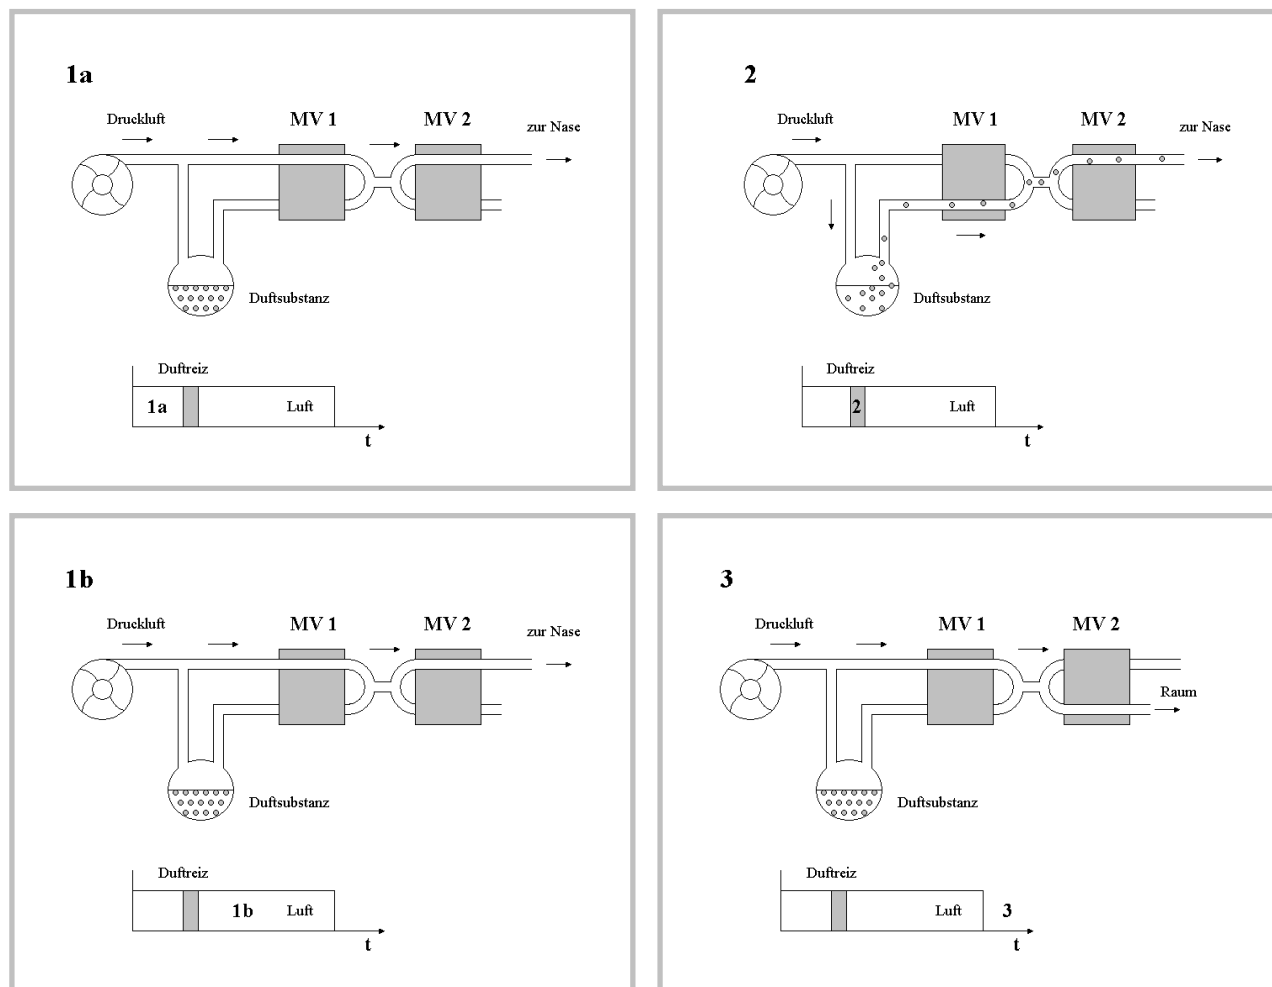 1a
Druckluft
MV 1
MV 2
zur Nase
Duftsubstanz
Duftreiz
1a
Luft
t
2
Druckluft
MV 1
MV 2
zur Nase
Duftsubstanz
Duftreiz
2
Luft
t
1b
Druckluft
MV 1
MV 2
zur Nase
Duftsubstanz
Duftreiz
1b
Luft
t
3
Druckluft
MV 1
MV 2
Raum
Duftsubstanz
Duftreiz
Luft
3
t